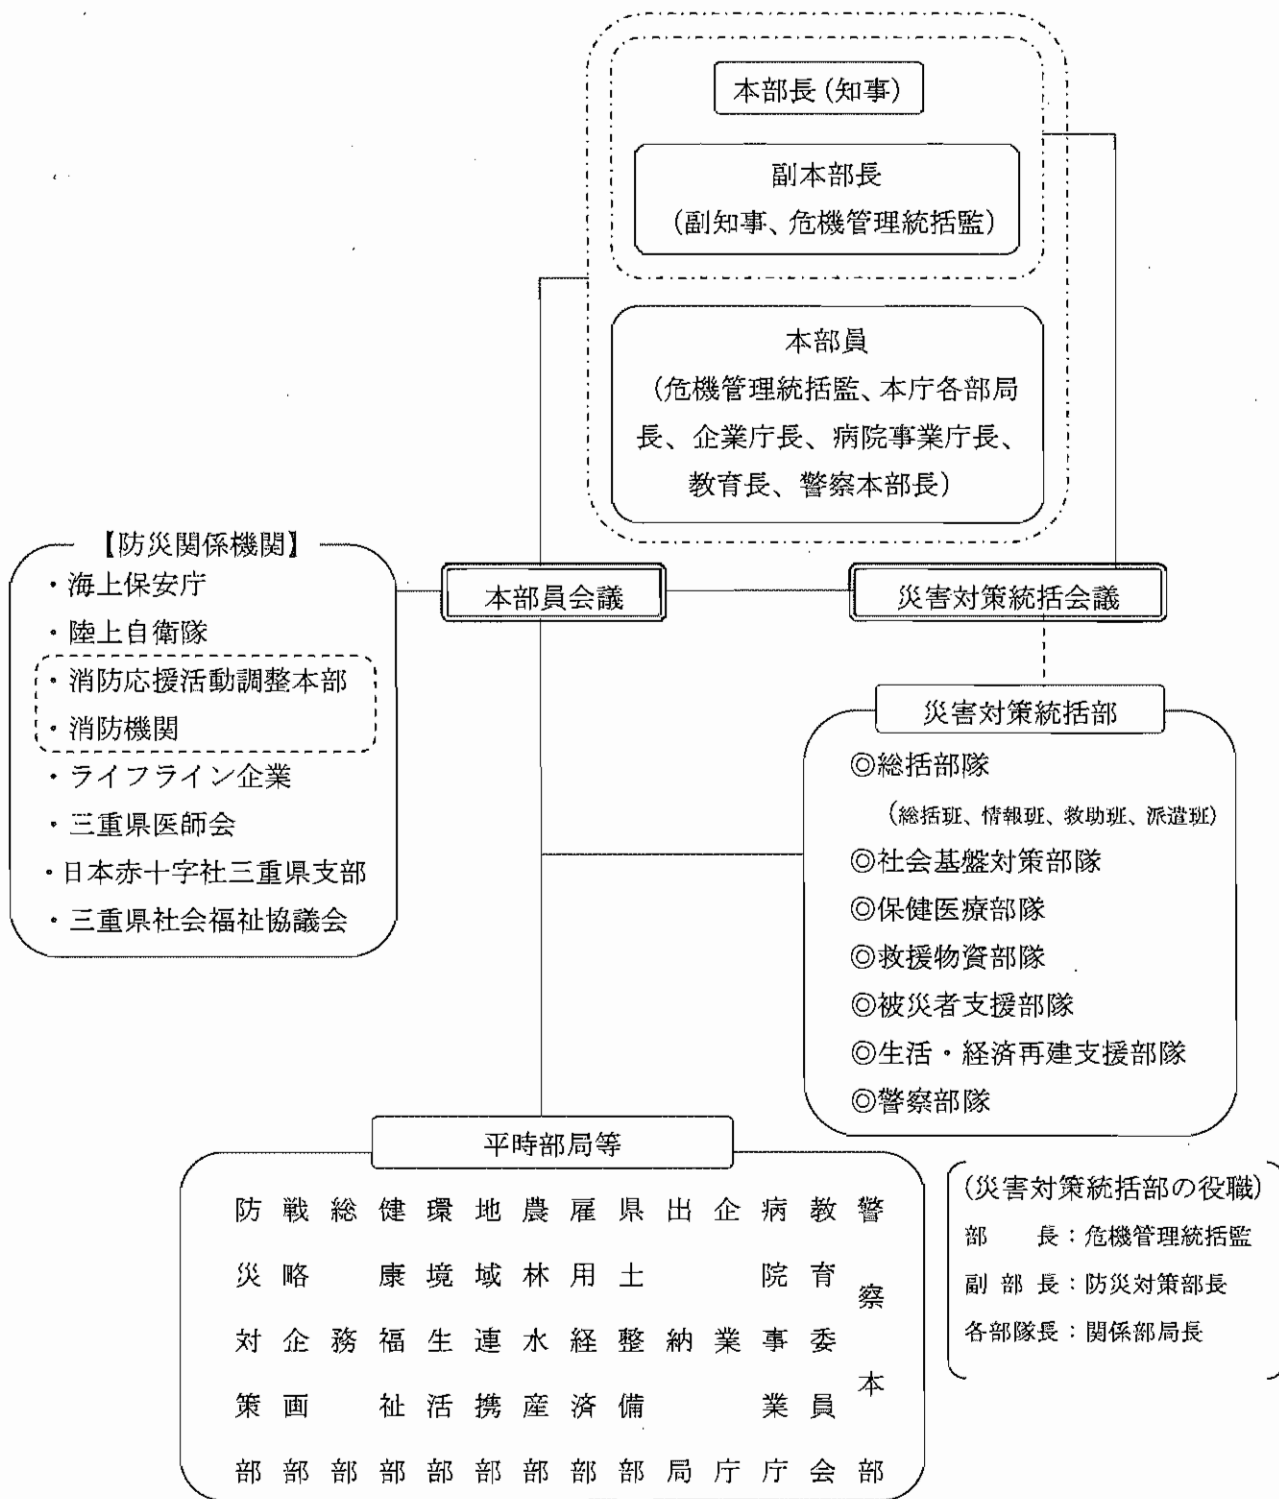 本部長(知事)
副本部長
(副知事、危機管理統括監)
本部員
(危機管理統括監、本庁各部局
長、企業庁長、病院事業庁長、
教育長、警察本部長)
【防災関係機関】
・海上保安庁
・陸上自衛隊
・消防応援活動調整本部
・消防機関
・ライフライン企業
・三重県医師会
・日本赤十字社三重県支部
・三重県社会福祉協議会
本部員会議
災害対策統括会議
災害対策統括部
◎総括部隊
(総括班、情報班、救助班、派遣班)
◎社会基盤対策部隊
◎保健医療部隊
◎救援物資部隊
◎被災者支援部隊
◎生活・経済再建支援部隊
◎警察部隊
平時部局等
防災対策部
戦略企画部
総務部
健康福祉部
環境生活部
地域連携部
農林水産部
雇用経済部
県土整備部
出納局
企業庁
病院事業庁
教育委員会
警察本部
(災害対策統括部の役職)
部　長：危機管理統括監
副部長：防災対策部長
各部隊長：関係部局長